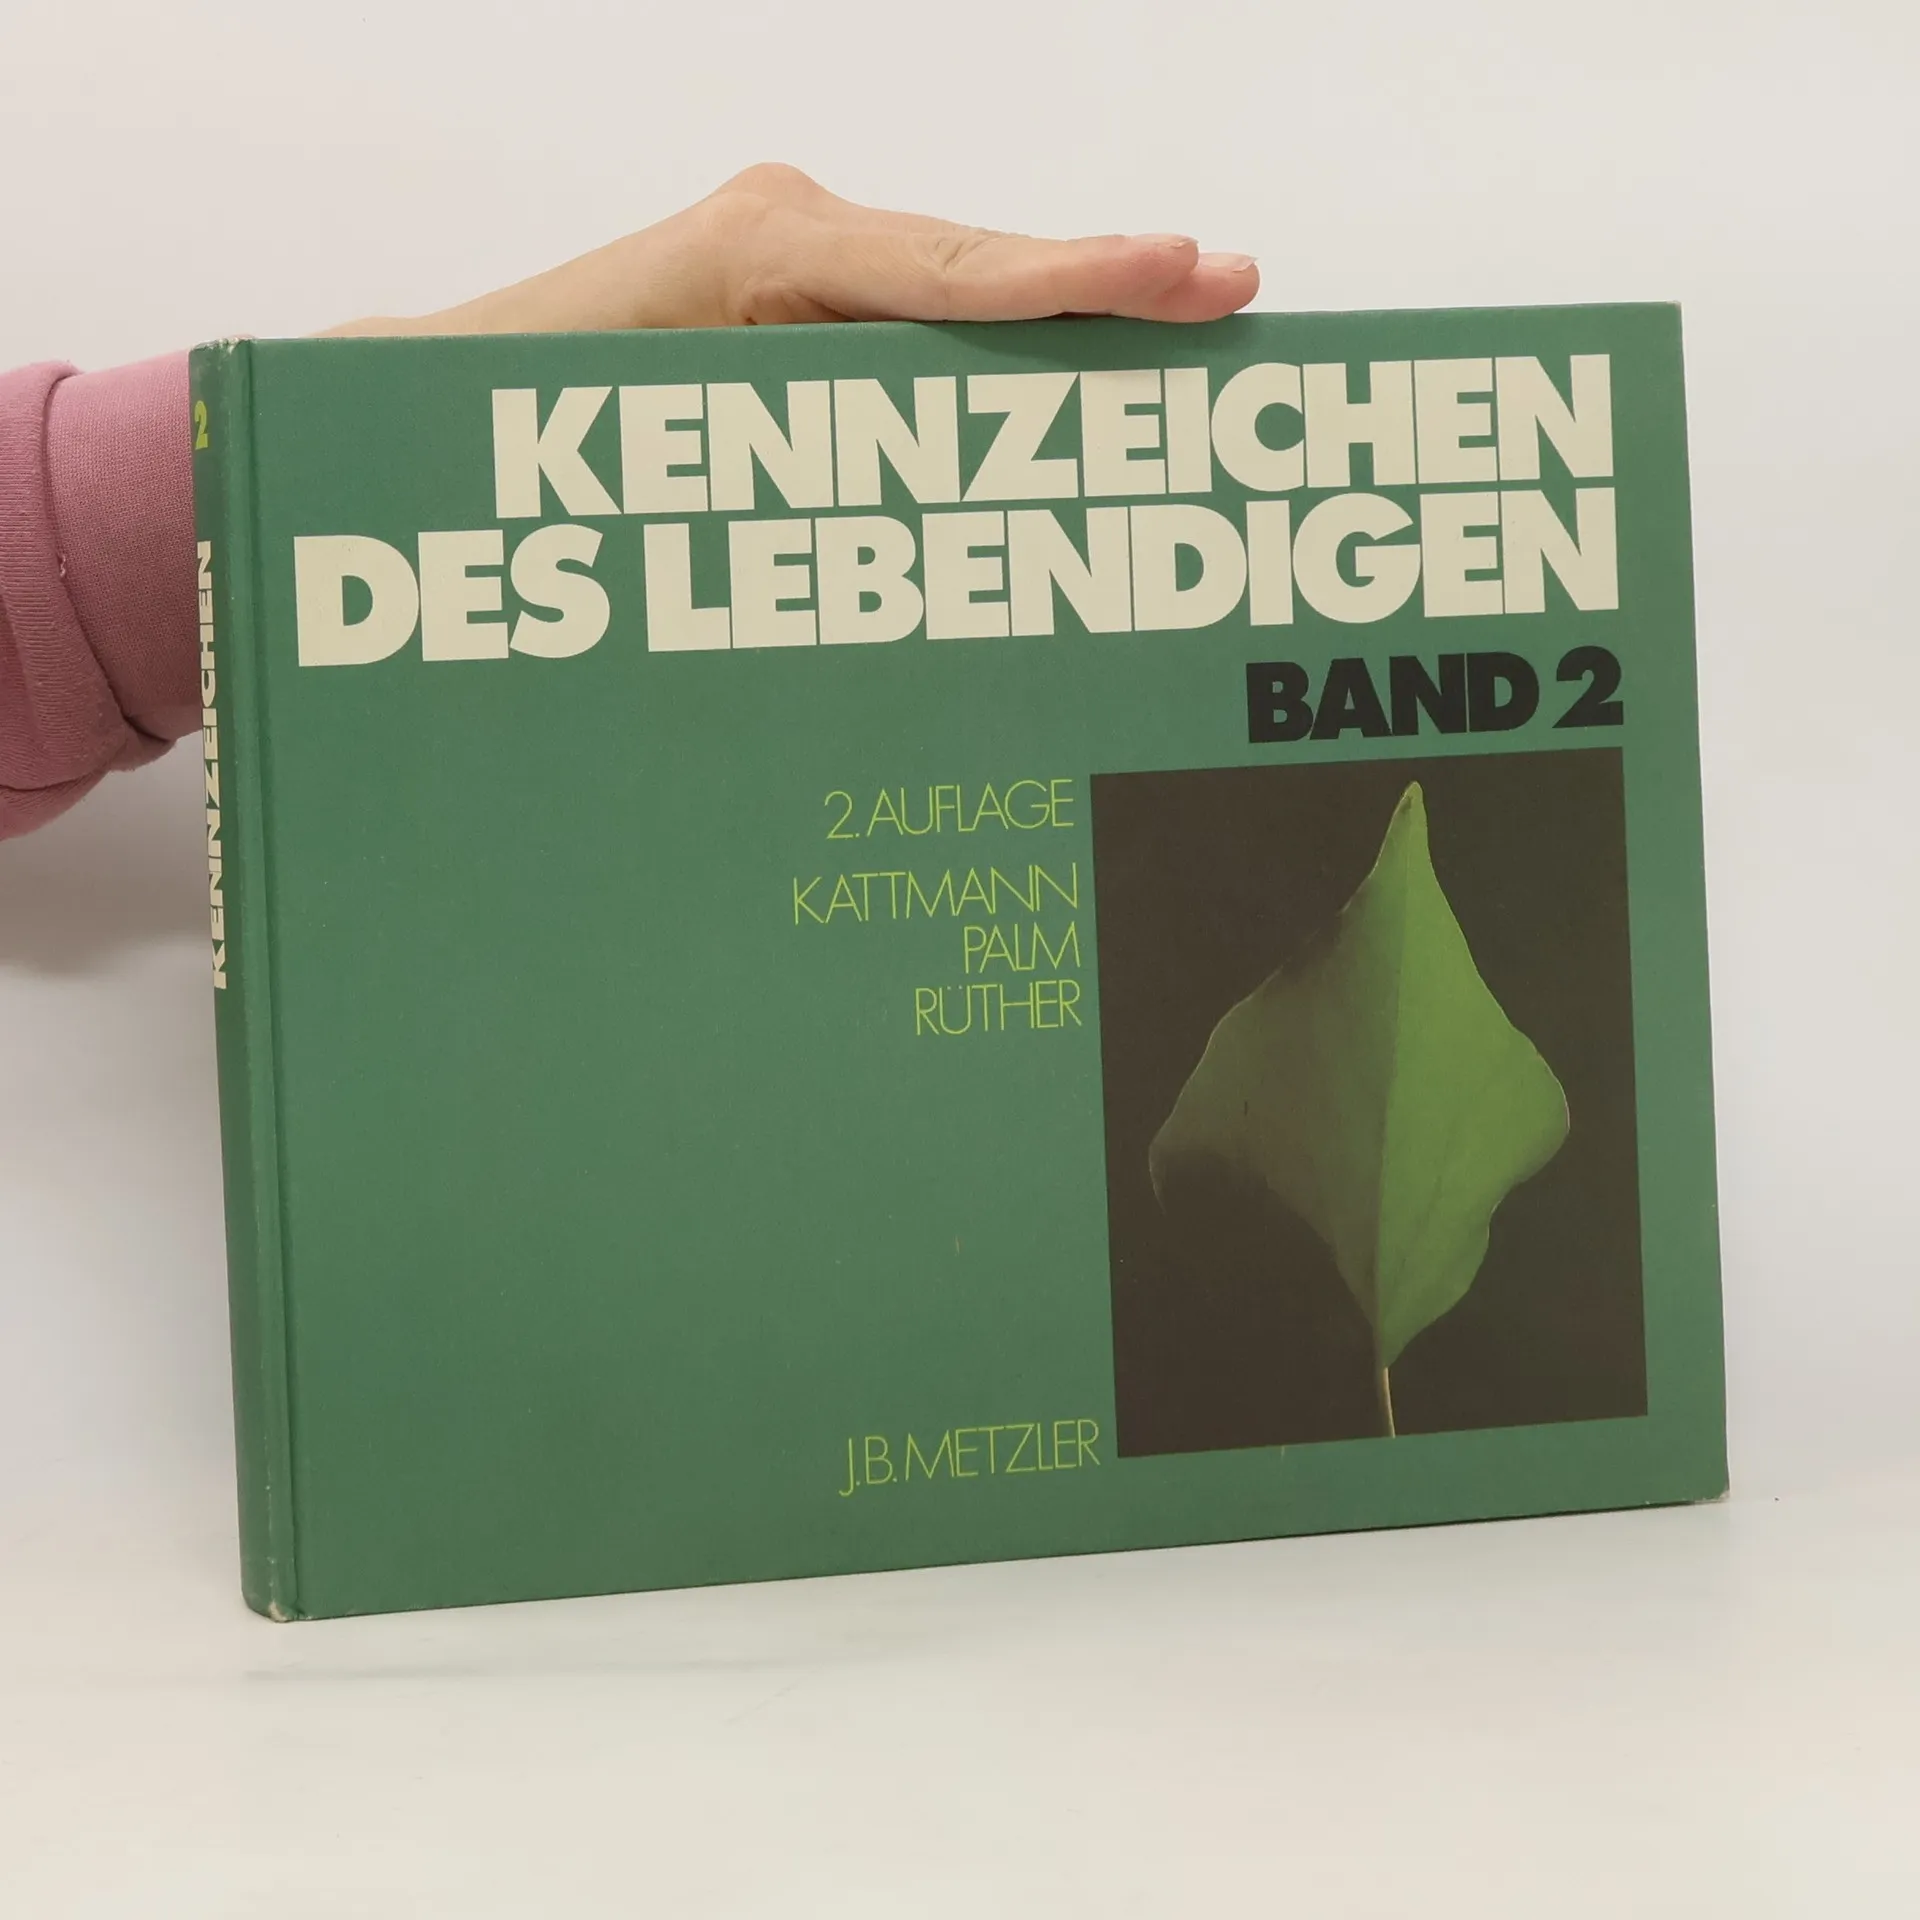 KENNZEICHEN
DES LEBENDIGEN
BAND 2
2. AUFLAGE
KATTMANN
PALM
RÜTHER
J.B. METZLER
2
KENNZEICHEN